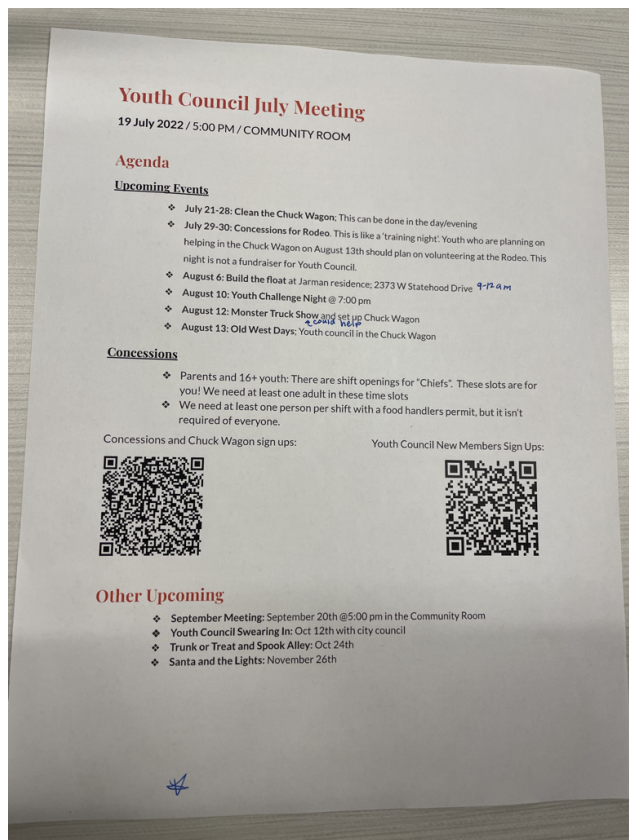 Youth Council July Meeting
19 July 2022 / 5:00 PM / COMMUNITY ROOM
Agenda
Upcoming Events
❖ July 21-28: Clean the Chuck Wagon; This can be done in the day/evening
❖ July 29-30: Concessions for Rodeo. This is like a 'training night'. Youth who are planning on
helping in the Chuck Wagon on August 13th should plan on volunteering at the Rodeo. This
night is not a fundraiser for Youth Council.
❖ August 6: Build the float at Jarman residence; 2373 W Statehood Drive 9-12am
❖ August 10: Youth Challenge Night @ 7:00 pm
❖ August 12: Monster Truck Show and set up Chuck Wagon
could help
❖ August 13: Old West Days; Youth council in the Chuck Wagon
Concessions
❖ Parents and 16+ youth: There are shift openings for "Chiefs". These slots are for
you! We need at least one adult in these time slots
❖ We need at least one person per shift with a food handlers permit, but it isn't
required of everyone.
Concessions and Chuck Wagon sign ups: Youth Council New Members Sign Ups:
Other Upcoming
❖ September Meeting: September 20th @5:00 pm in the Community Room
❖ Youth Council Swearing In: Oct 12th with city council
❖ Trunk or Treat and Spook Alley: Oct 24th
❖ Santa and the Lights: November 26th